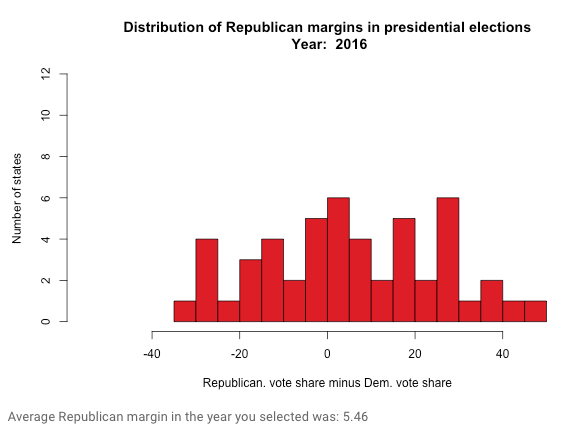 Distribution of Republican margins in presidential elections
Year:  2016
12
10
8
6
4
2
0
Number of states
-40 -20 0 20 40
Republican. vote share minus Dem. vote share
Average Republican margin in the year you selected was: 5.46